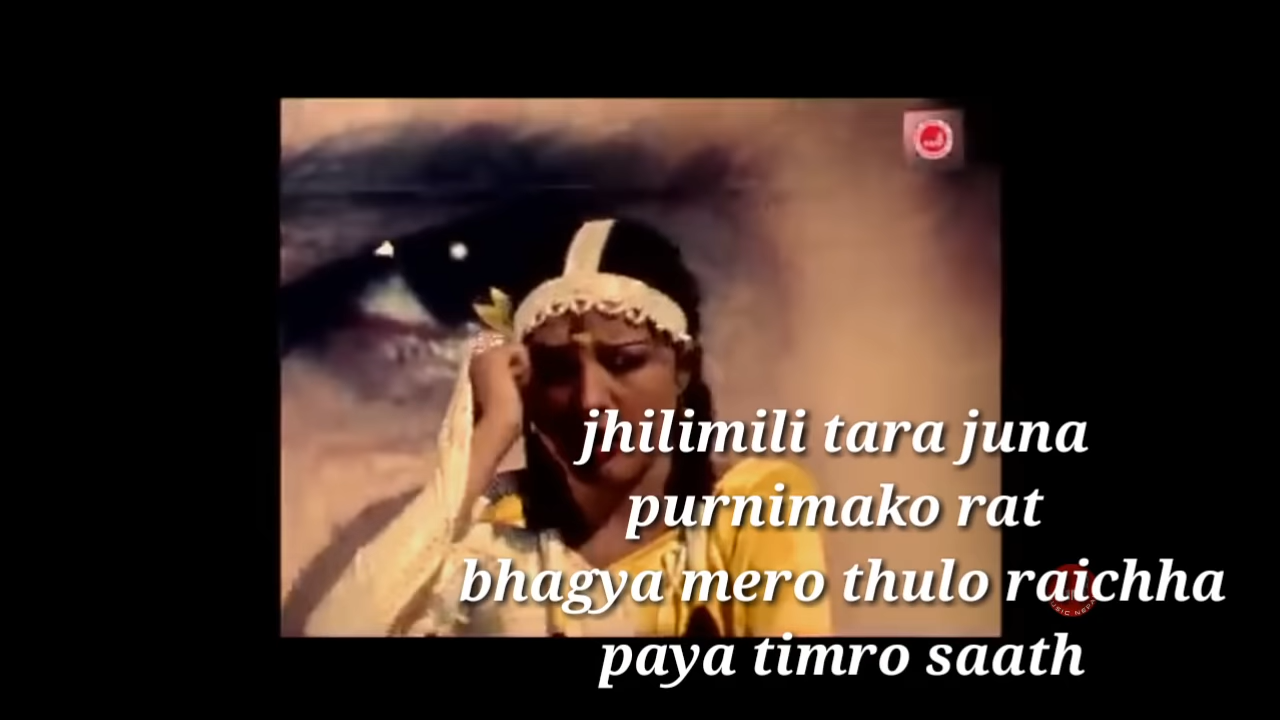 jhilimili tara juna
purnimako rat
bhagya mero thulo raichha
paya timro saath